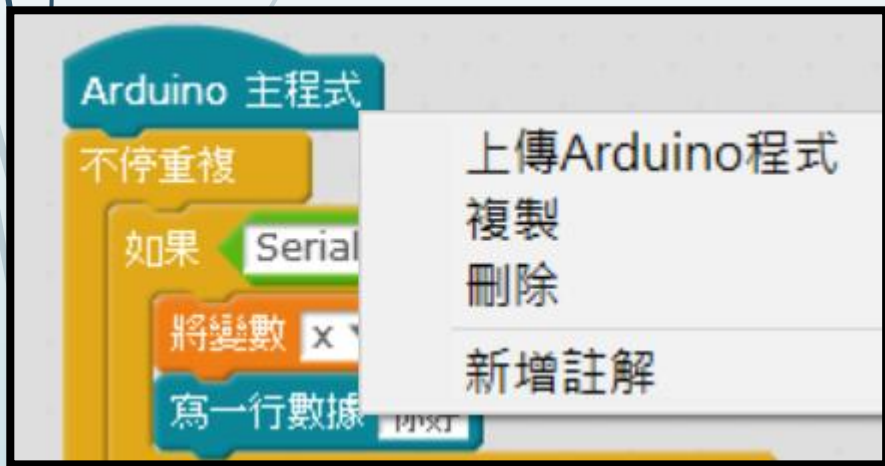 Arduino 主程式
不停重複
如果 Serial
將變數 x
寫一行數據 你好
上傳Arduino程式
複製
刪除
新增註解